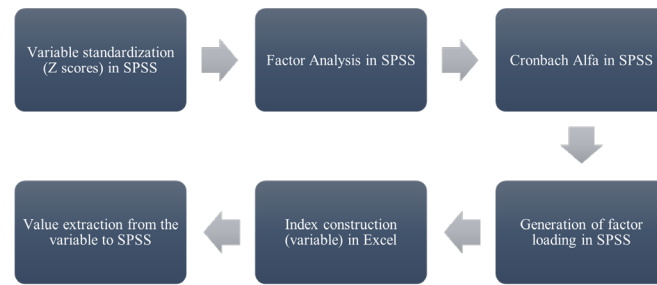 Variable standardization
(Z scores) in SPSS
Factor Analysis in SPSS
Cronbach Alfa in SPSS
Generation of factor
loading in SPSS
Index construction
(variable) in Excel
Value extraction from the
variable to SPSS